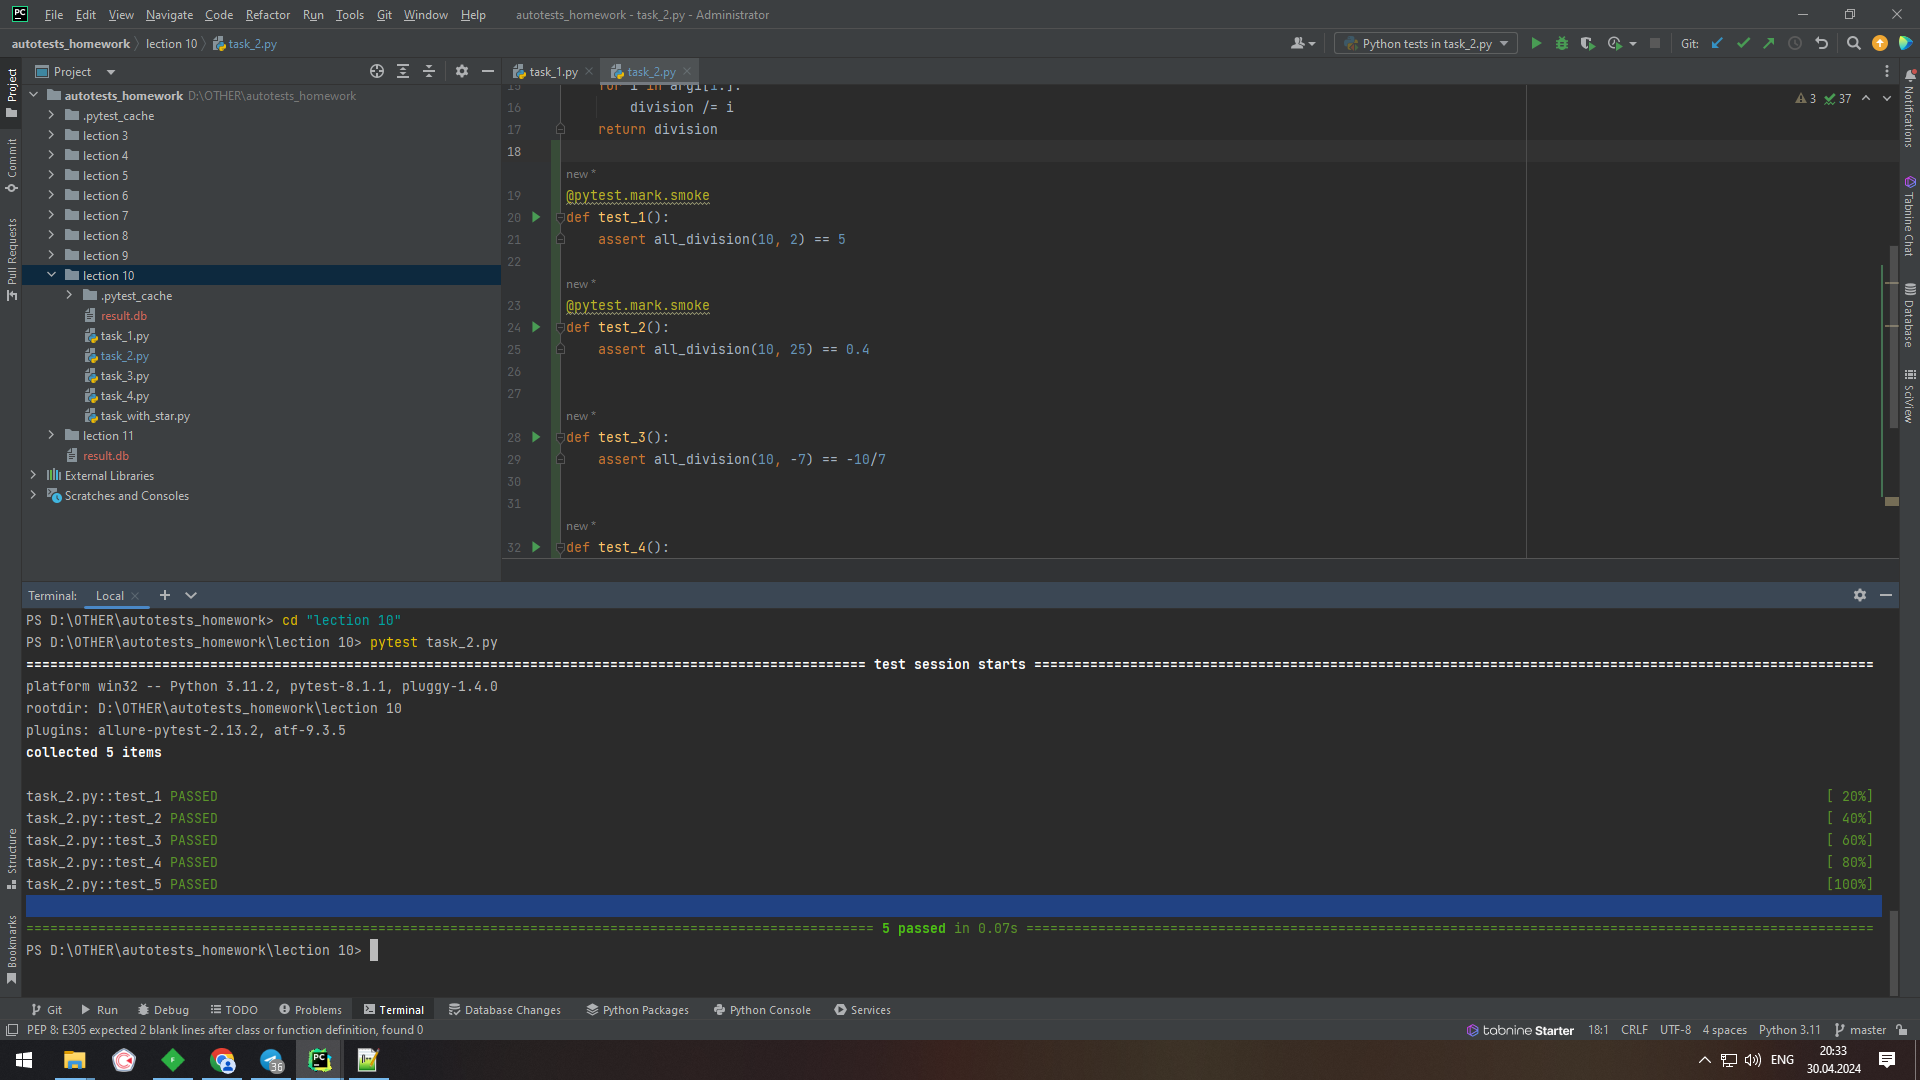 PC File Edit View Navigate Code Refactor Run Tools Git Window Help autotests_homework - task_2.py - Administrator
autotests_homework lection 10 task_2.py Python tests in task_2.py Git:
Project
task_1.py task_2.py
autotests_homework D:\OTHER\autotests_homework
.pytest_cache
lection 3
lection 4
lection 5
lection 6
lection 7
lection 8
lection 9
lection 10
.pytest_cache
result.db
task_1.py
task_2.py
task_3.py
task_4.py
task_with_star.py
lection 11
result.db
External Libraries
Scratches and Consoles
Project
Commit
Pull Requests
Structure
Bookmarks
3 37
15 for i in arg1[1:]:
16 division /= i
17 return division
18
new *
19 @pytest.mark.smoke
20 def test_1():
21 assert all_division(10, 2) == 5
22
new *
23 @pytest.mark.smoke
24 def test_2():
25 assert all_division(10, 25) == 0.4
26
27
new *
28 def test_3():
29 assert all_division(10, -7) == -10/7
30
31
new *
32 def test_4():
Notifications
Tabnine Chat
Database
SciView
Terminal: Local
PS D:\OTHER\autotests_homework> cd "lection 10"
PS D:\OTHER\autotests_homework\lection 10> pytest task_2.py
test session starts
platform win32 -- Python 3.11.2, pytest-8.1.1, pluggy-1.4.0
rootdir: D:\OTHER\autotests_homework\lection 10
plugins: allure-pytest-2.13.2, atf-9.3.5
collected 5 items
task_2.py::test_1 PASSED [ 20%]
task_2.py::test_2 PASSED [ 40%]
task_2.py::test_3 PASSED [ 60%]
task_2.py::test_4 PASSED [ 80%]
task_2.py::test_5 PASSED [100%]
5 passed in 0.07s
PS D:\OTHER\autotests_homework\lection 10>
Git Run Debug TODO Problems Terminal Database Changes Python Packages Python Console Services
PEP 8: E305 expected 2 blank lines after class or function definition, found 0 tabnine Starter 18:1 CRLF UTF-8 4 spaces Python 3.11 master
36 PC ENG 20:33
30.04.2024